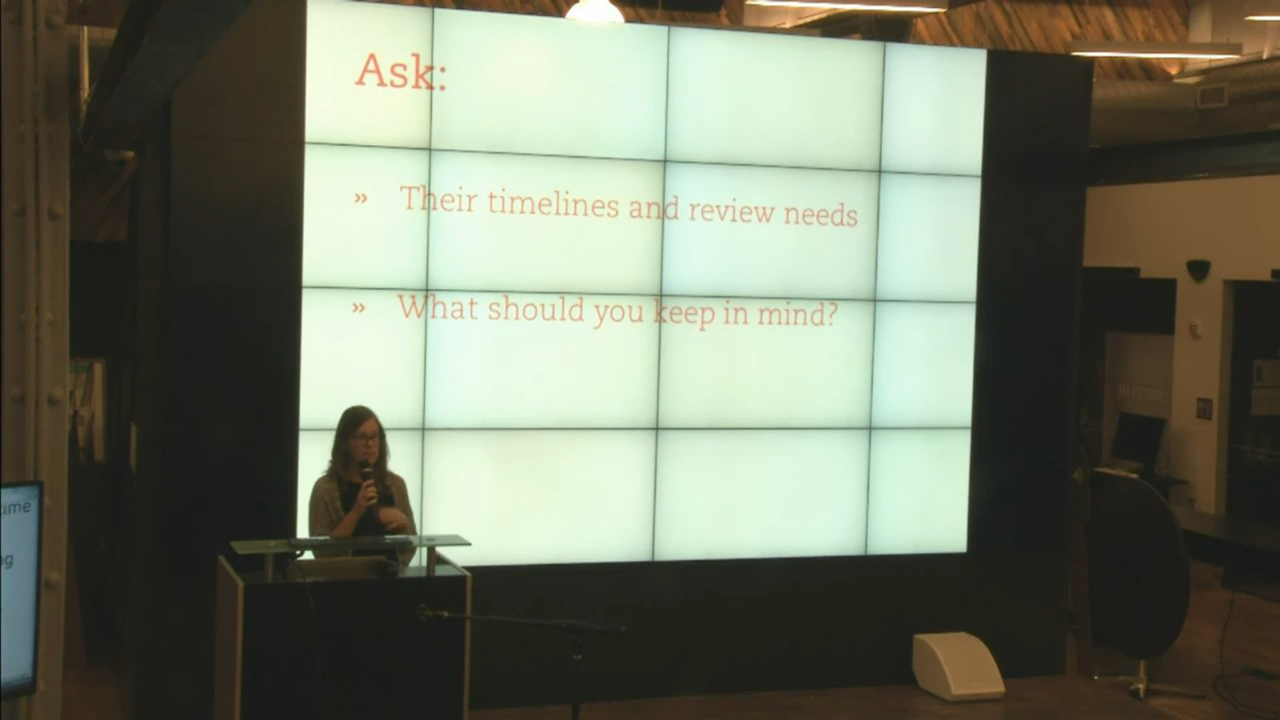 Ask:
» Their timelines and review needs
» What should you keep in mind?